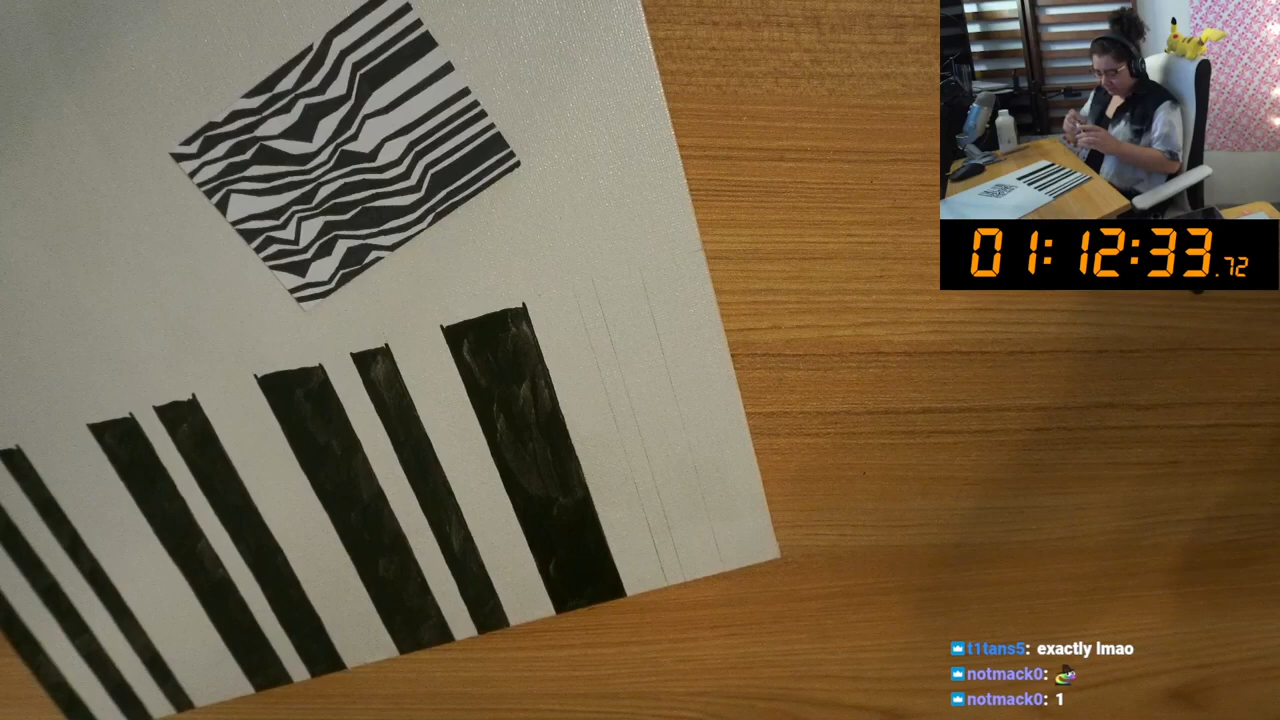 01:12:33.72
t1tans5: exactly lmao
notmack0:
notmack0: 1